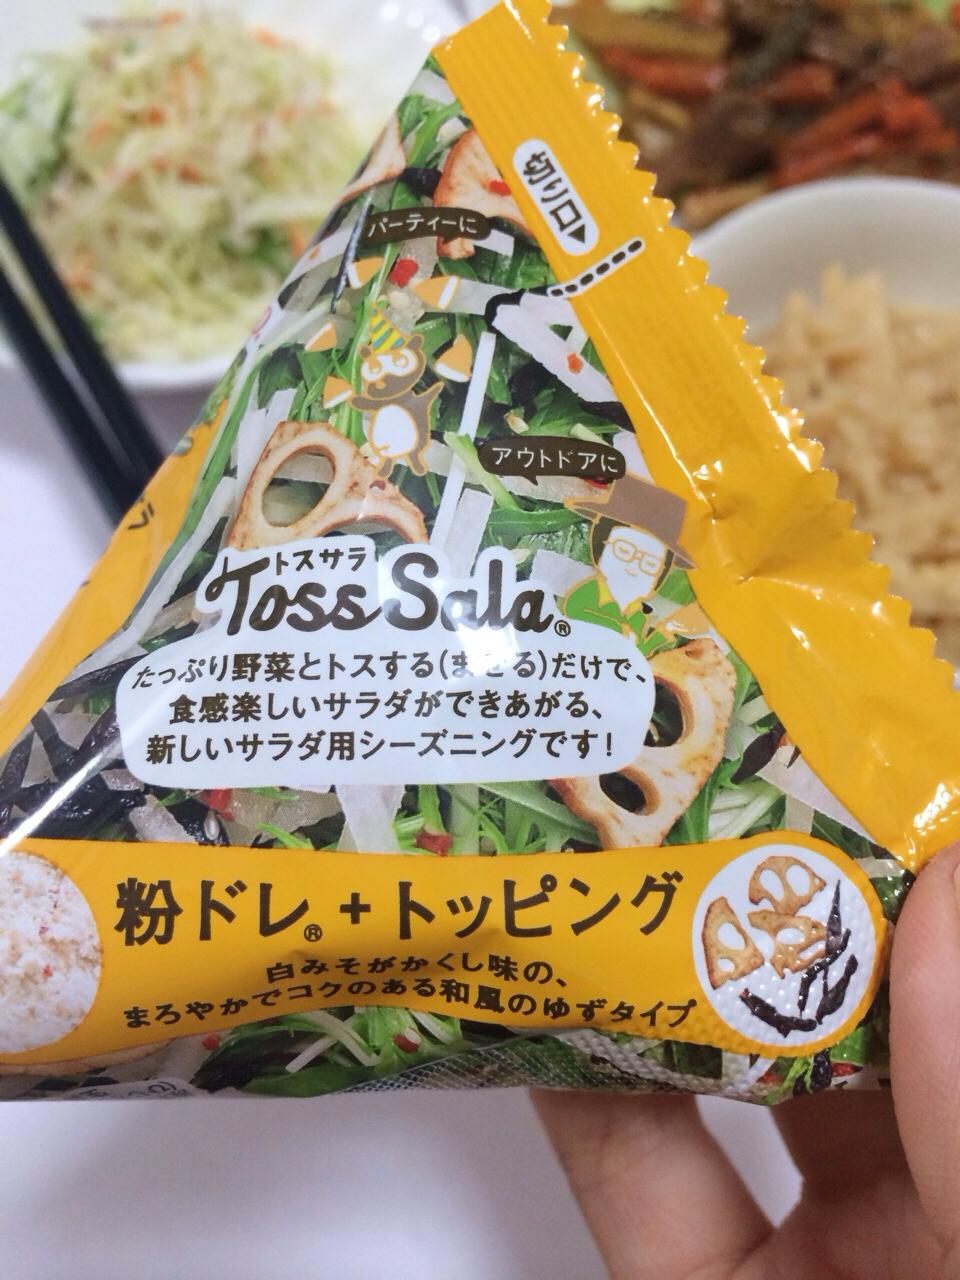 切り口
パーティーに
アウトドアに
トスサラ
Toss Sala®
たっぷり野菜とトスする(まぜる)だけで、
食感楽しいサラダができあがる、
新しいサラダ用シーズニングです!
粉ドレ®+トッピング
白みそがかくし味の、
まろやかでコクのある和風のゆずタイプ